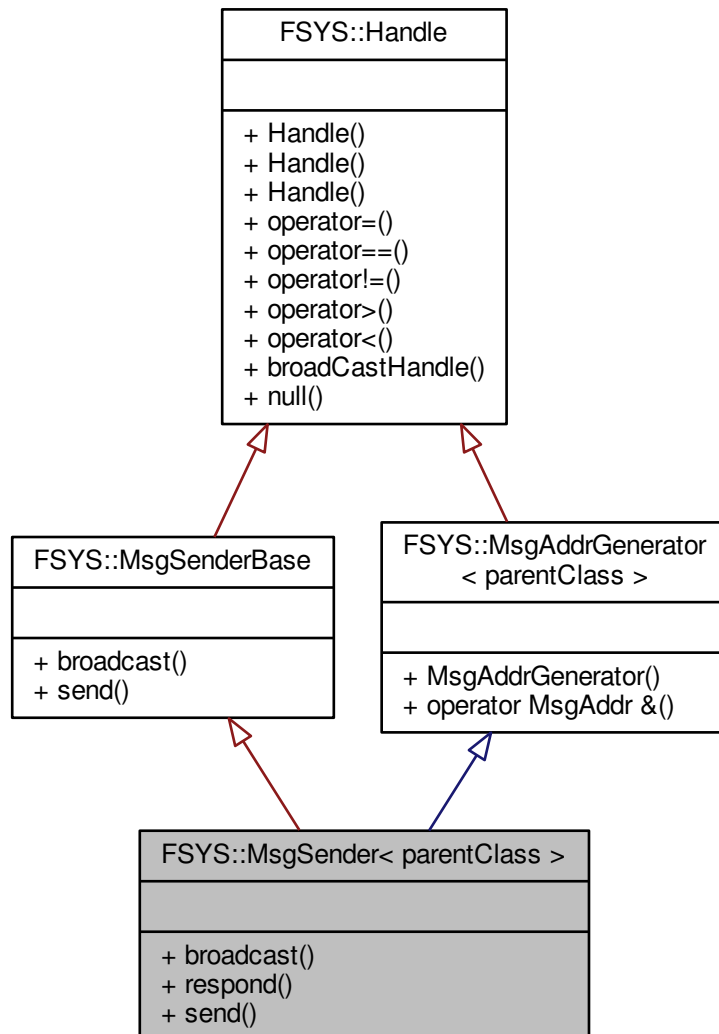 FSYS::Handle
+ Handle()
+ Handle()
+ Handle()
+ operator=()
+ operator==()
+ operator!=()
+ operator>()
+ operator<()
+ broadCastHandle()
+ null()
FSYS::MsgSenderBase
+ broadcast()
+ send()
FSYS::MsgAddrGenerator
< parentClass >
+ MsgAddrGenerator()
+ operator MsgAddr &()
FSYS::MsgSender< parentClass >
+ broadcast()
+ respond()
+ send()